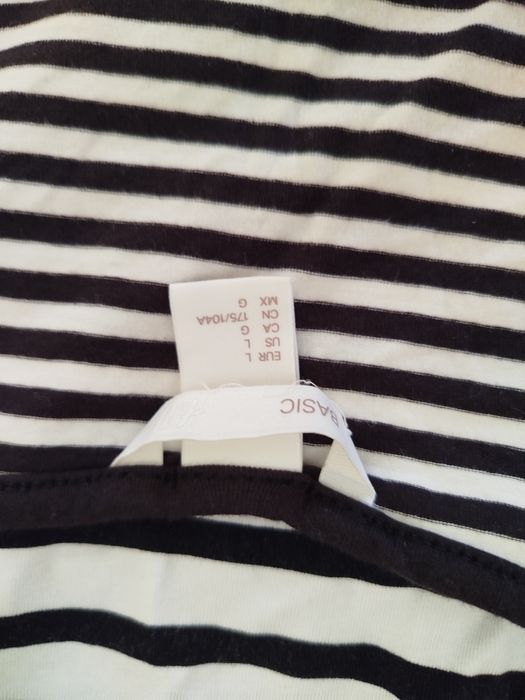 EUR L
US L
CA G
CN 175/104A
MX G
BASIC